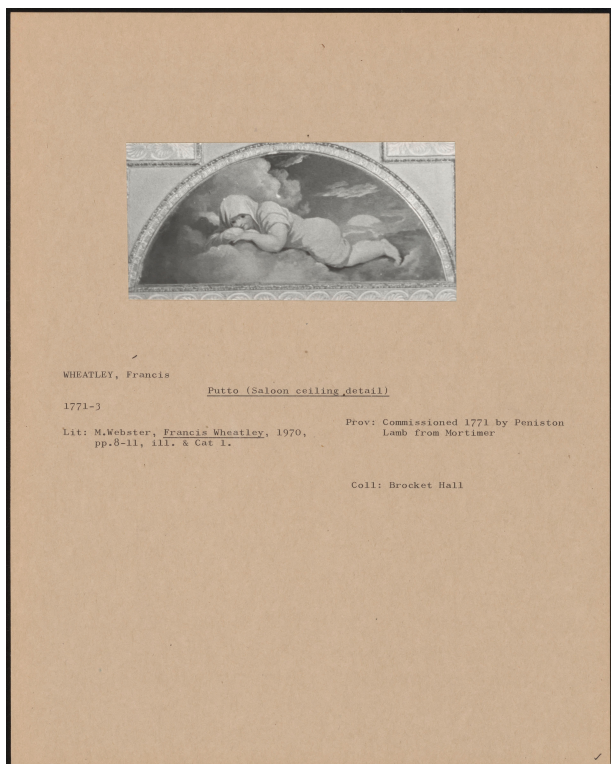 WHEATLEY, Francis
Putto (Saloon ceiling detail)
1771-3
Lit: M.Webster, Francis Wheatley, 1970,
pp.8-11, ill. & Cat 1.
Prov: Commissioned 1771 by Peniston
Lamb from Mortimer
Coll: Brocket Hall